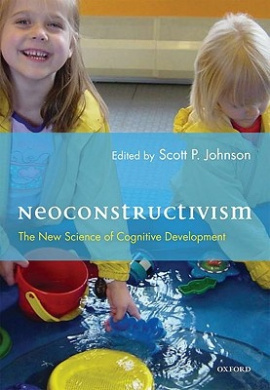 Edited by Scott P. Johnson
Neoconstructivism
The New Science of Cognitive Development
OXFORD